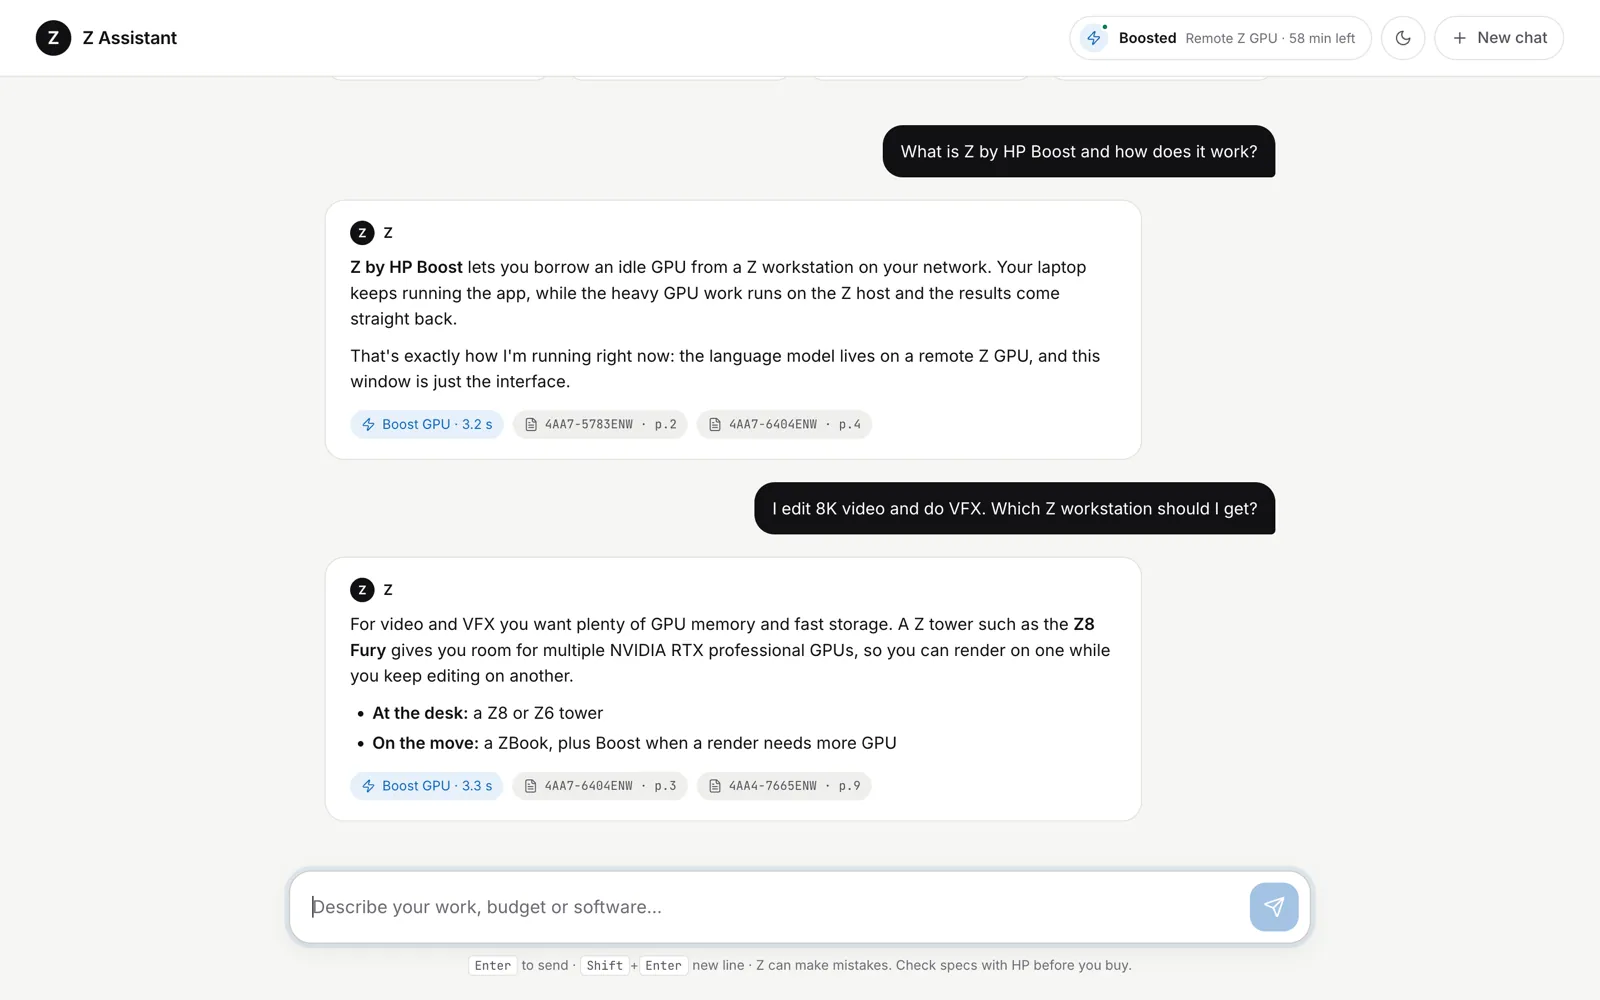 Z Z Assistant
Boosted Remote Z GPU · 58 min left
+ New chat
What is Z by HP Boost and how does it work?
Z Z
Z by HP Boost lets you borrow an idle GPU from a Z workstation on your network. Your laptop
keeps running the app, while the heavy GPU work runs on the Z host and the results come
straight back.
That's exactly how I'm running right now: the language model lives on a remote Z GPU, and this
window is just the interface.
Boost GPU · 3.2 s 4AA7-5783ENW · p.2 4AA7-6404ENW · p.4
I edit 8K video and do VFX. Which Z workstation should I get?
Z Z
For video and VFX you want plenty of GPU memory and fast storage. A Z tower such as the Z8
Fury gives you room for multiple NVIDIA RTX professional GPUs, so you can render on one while
you keep editing on another.
• At the desk: a Z8 or Z6 tower
• On the move: a ZBook, plus Boost when a render needs more GPU
Boost GPU · 3.3 s 4AA7-6404ENW · p.3 4AA4-7665ENW · p.9
Describe your work, budget or software...
Enter to send · Shift+Enter new line · Z can make mistakes. Check specs with HP before you buy.